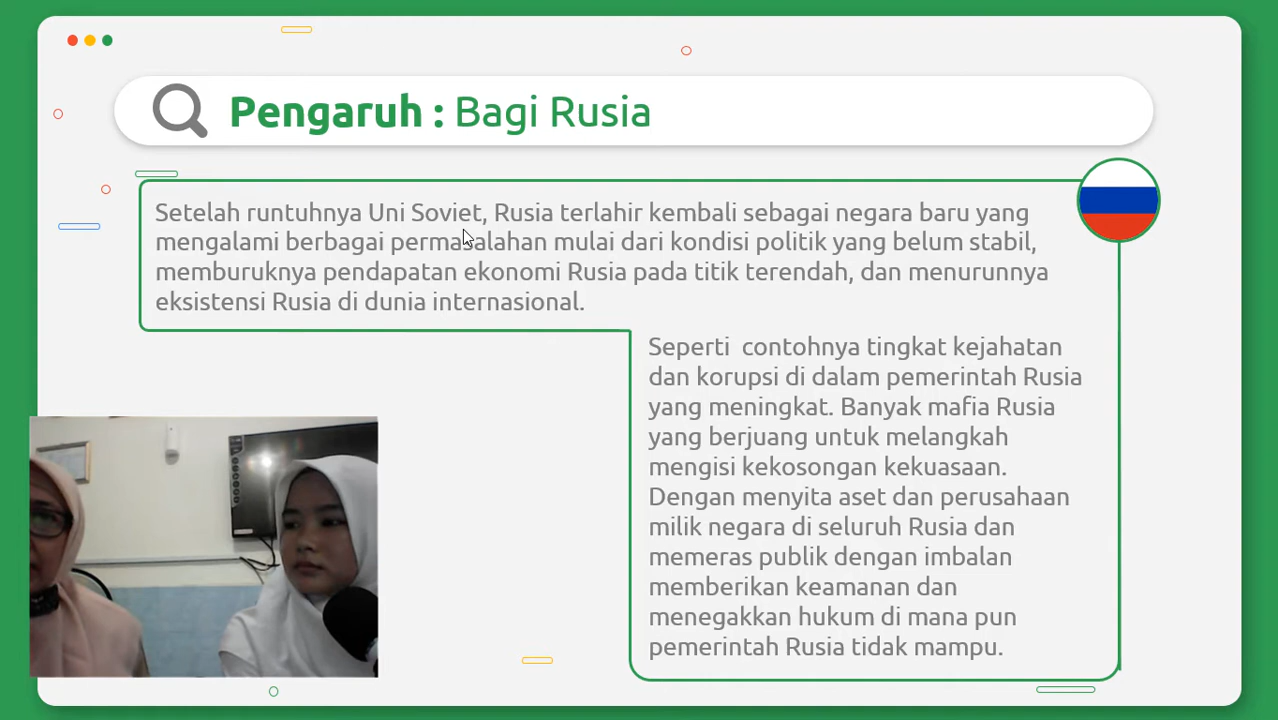 Pengaruh : Bagi Rusia
Setelah runtuhnya Uni Soviet, Rusia terlahir kembali sebagai negara baru yang
mengalami berbagai permasalahan mulai dari kondisi politik yang belum stabil,
memburuknya pendapatan ekonomi Rusia pada titik terendah, dan menurunnya
eksistensi Rusia di dunia internasional.
Seperti contohnya tingkat kejahatan
dan korupsi di dalam pemerintah Rusia
yang meningkat. Banyak mafia Rusia
yang berjuang untuk melangkah
mengisi kekosongan kekuasaan.
Dengan menyita aset dan perusahaan
milik negara di seluruh Rusia dan
memeras publik dengan imbalan
memberikan keamanan dan
menegakkan hukum di mana pun
pemerintah Rusia tidak mampu.